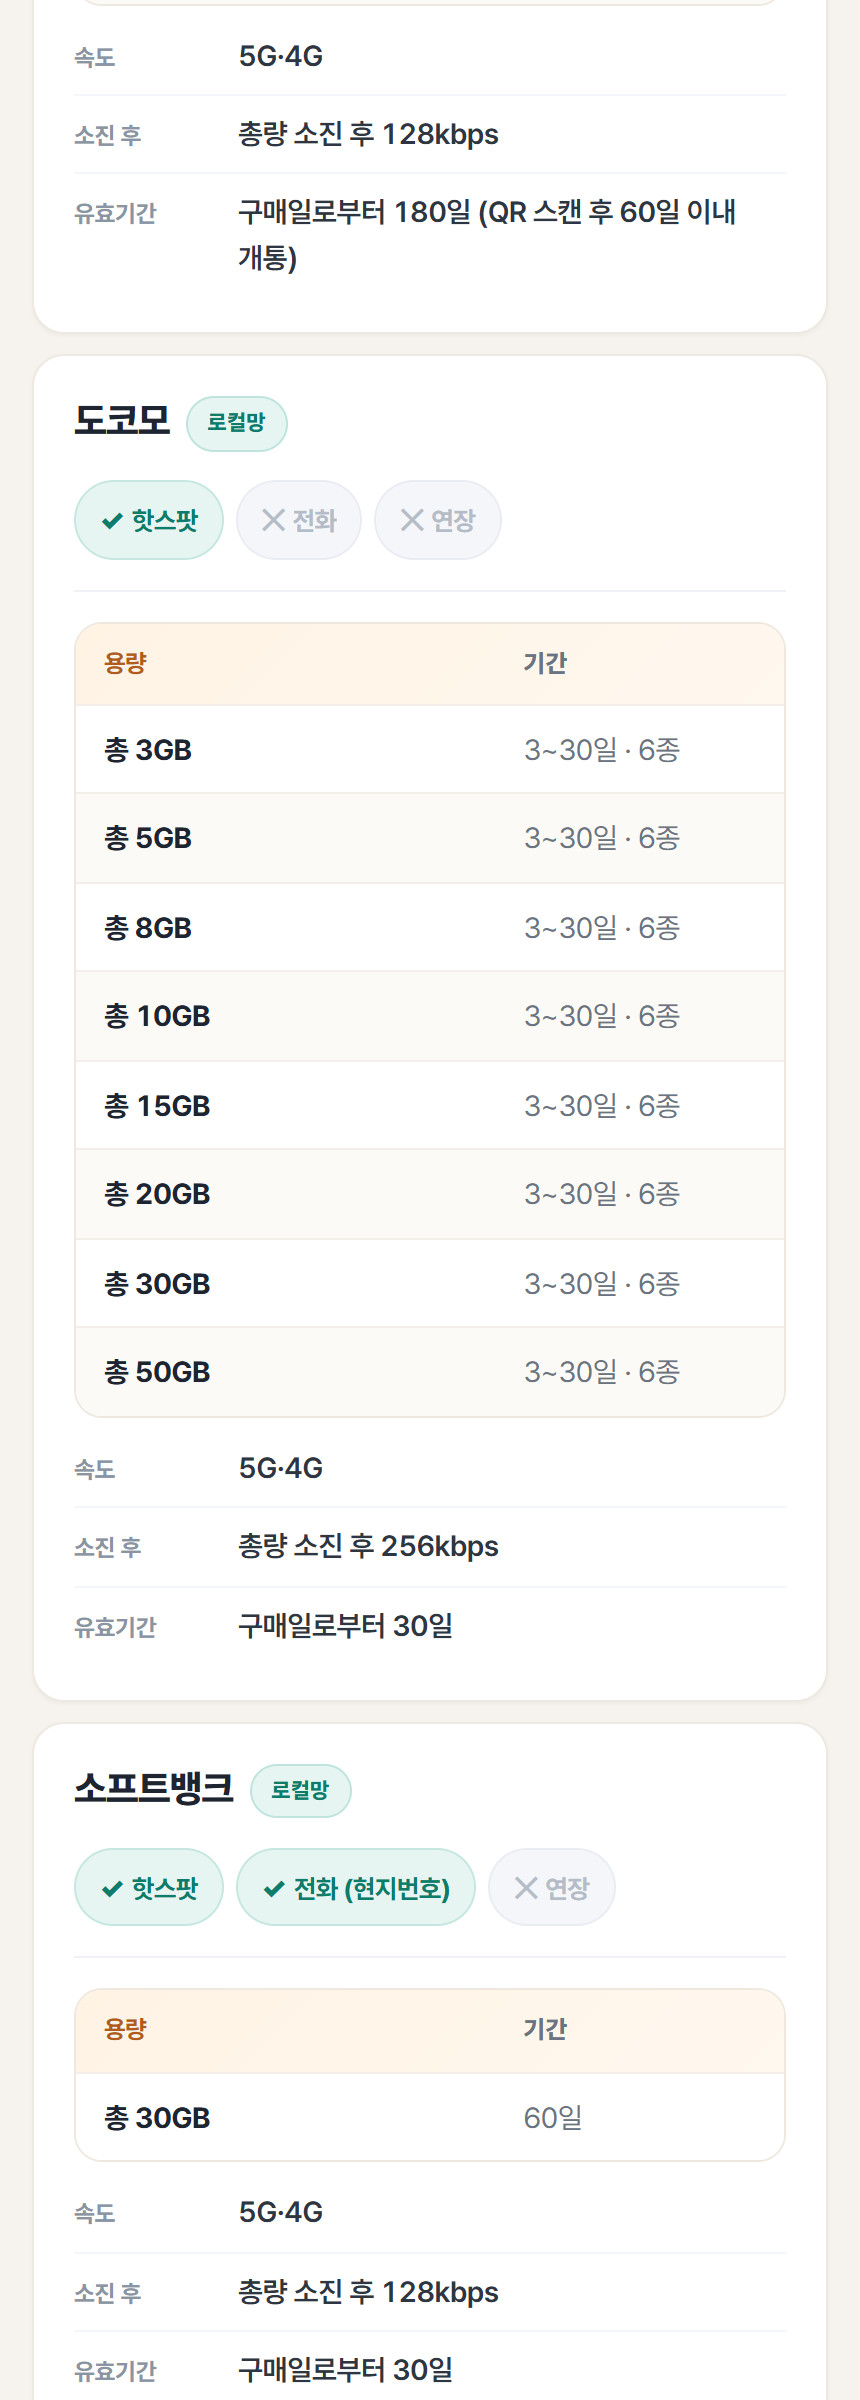 속도 5G·4G
소진 후 총량 소진 후 128kbps
유효기간 구매일로부터 180일 (QR 스캔 후 60일 이내
개통)
도코모 로컬망
✓ 핫스팟 ✕ 전화 ✕ 연장
용량 기간
총 3GB 3~30일 · 6종
총 5GB 3~30일 · 6종
총 8GB 3~30일 · 6종
총 10GB 3~30일 · 6종
총 15GB 3~30일 · 6종
총 20GB 3~30일 · 6종
총 30GB 3~30일 · 6종
총 50GB 3~30일 · 6종
속도 5G·4G
소진 후 총량 소진 후 256kbps
유효기간 구매일로부터 30일
소프트뱅크 로컬망
✓ 핫스팟 ✓ 전화 (현지번호) ✕ 연장
용량 기간
총 30GB 60일
속도 5G·4G
소진 후 총량 소진 후 128kbps
유효기간 구매일로부터 30일